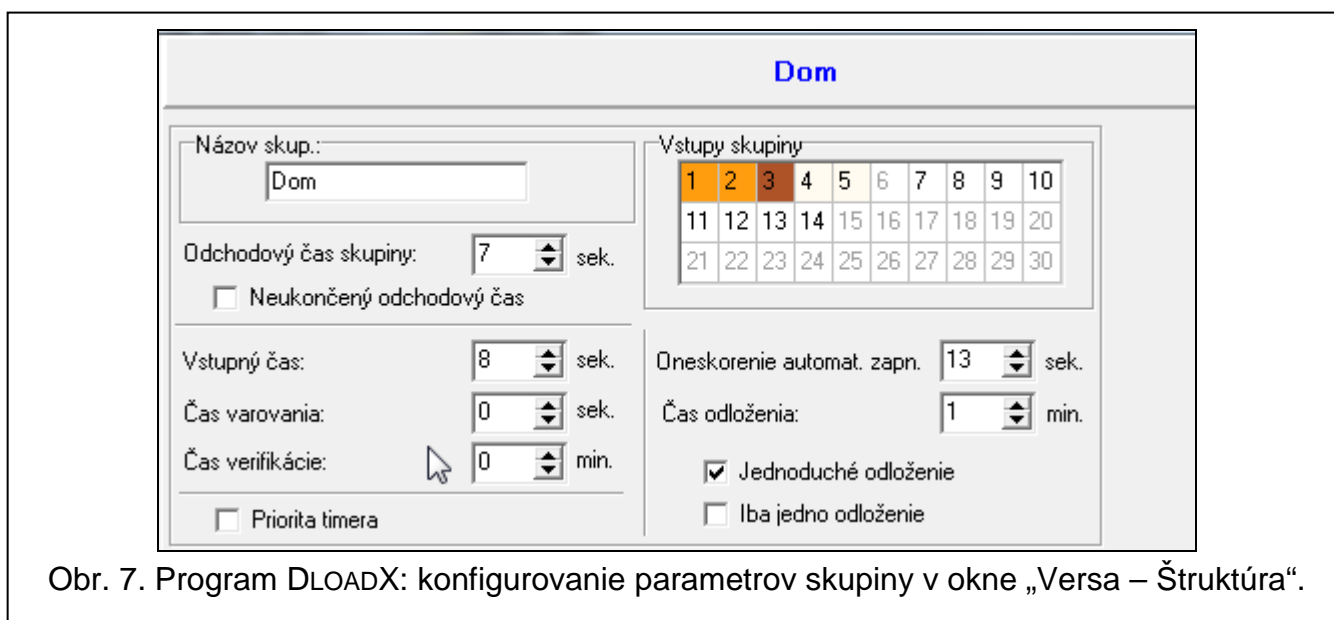 Dom
Názov skup.:
Dom
Odchodový čas skupiny: 7 sek.
Neukončený odchodový čas
Vstupný čas: 8 sek.
Čas varovania: 0 sek.
Čas verifikácie: 0 min.
Priorita timera
Vstupy skupiny
1 2 3 4 5 6 7 8 9 10
11 12 13 14 15 16 17 18 19 20
21 22 23 24 25 26 27 28 29 30
Oneskorenie automat. zapn. 13 sek.
Čas odloženia: 1 min.
Jednoduché odloženie
Iba jedno odloženie
Obr. 7. Program DLOADX: konfigurovanie parametrov skupiny v okne „Versa – Štruktúra“.